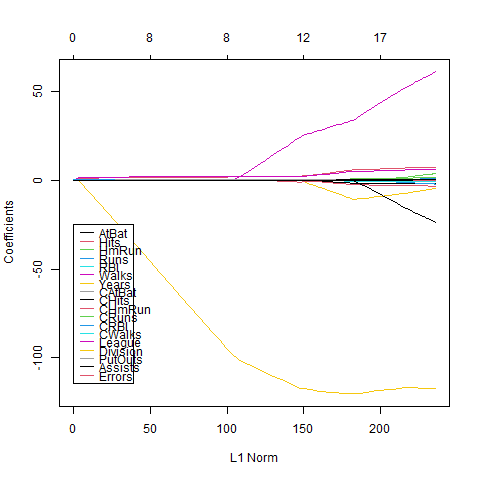 0 8 8 12 17
50
0
-50
-100
Coefficients
AtBat
Hits
HmRun
Runs
RBI
Walks
Years
CAtBat
CHits
CHmRun
CRuns
CRBI
CWalks
League
Division
PutOuts
Assists
Errors
0 50 100 150 200
L1 Norm